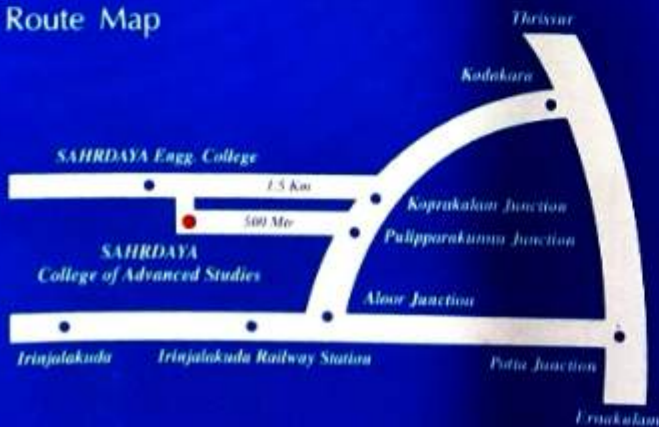 Route Map
Thrissur
Kodakara
SAHRDAYA Engg. College
1.5 Km
Koprakalam Junction
500 Mtr
Pulipparakunnu Junction
SAHRDAYA
College of Advanced Studies
Aloor Junction
Irinjalakuda
Irinjalakuda Railway Station
Potta Junction
Ernakulam